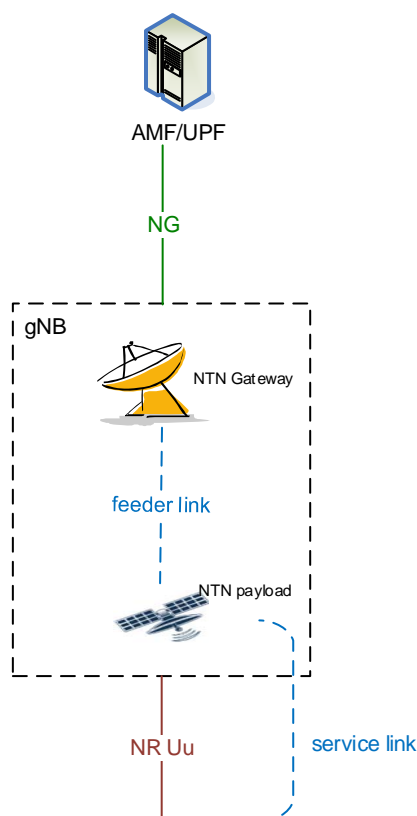 AMF/UPF
NG
gNB
NTN Gateway
feeder link
NTN payload
NR Uu
service link